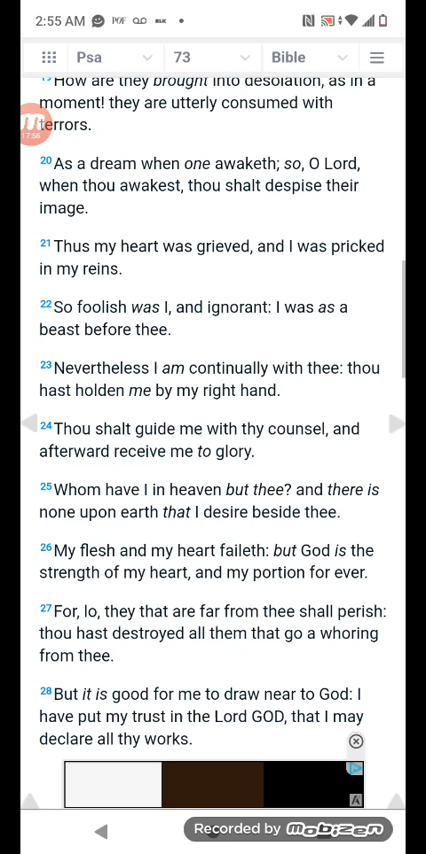 2:55 AM POF BLK
Psa 73 Bible
19 How are they brought into desolation, as in a
moment! they are utterly consumed with
terrors.
17:58
20 As a dream when one awaketh; so, O Lord,
when thou awakest, thou shalt despise their
image.
21 Thus my heart was grieved, and I was pricked
in my reins.
22 So foolish was I, and ignorant: I was as a
beast before thee.
23 Nevertheless I am continually with thee: thou
hast holden me by my right hand.
24 Thou shalt guide me with thy counsel, and
afterward receive me to glory.
25 Whom have I in heaven but thee? and there is
none upon earth that I desire beside thee.
26 My flesh and my heart faileth: but God is the
strength of my heart, and my portion for ever.
27 For, lo, they that are far from thee shall perish:
thou hast destroyed all them that go a whoring
from thee.
28 But it is good for me to draw near to God: I
have put my trust in the Lord GOD, that I may
declare all thy works.
Recorded by mobizen